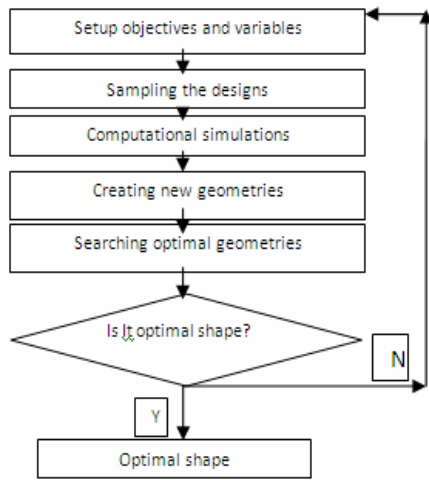 Setup objectives and variables
Sampling the designs
Computational simulations
Creating new geometries
Searching optimal geometries
Is It optimal shape?
N
Y
Optimal shape